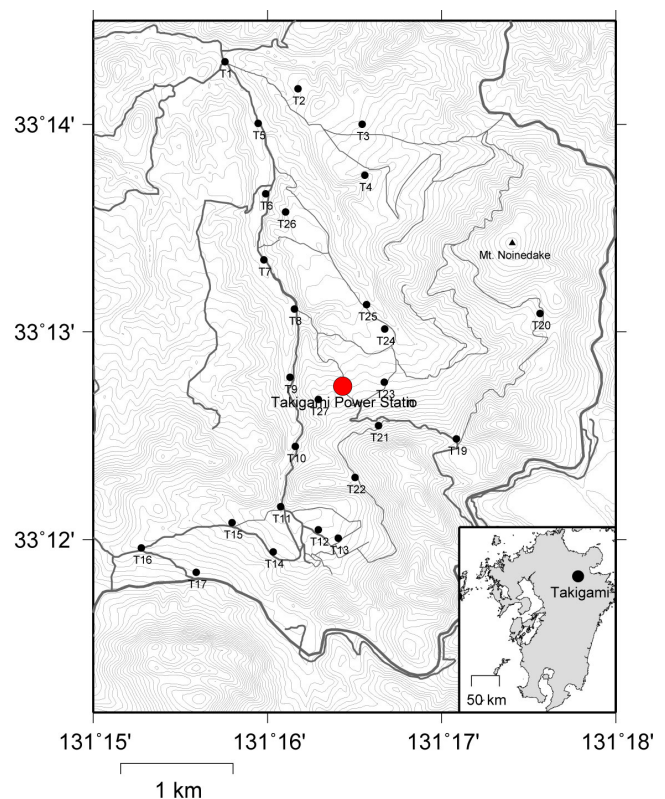 T1
T2
33°14'
T5
T3
T4
T6
T26
Mt. Noinedake
T7
T25
T20
T8
33°13'
T24
T9
T23
T27
Takigami Power Statio n
T21
T19
T10
T22
T11
33°12'
T15
T12
T13
T16
T14
T17
Takigami
50 km
131°15'
131°16'
131°17'
131°18'
1 km